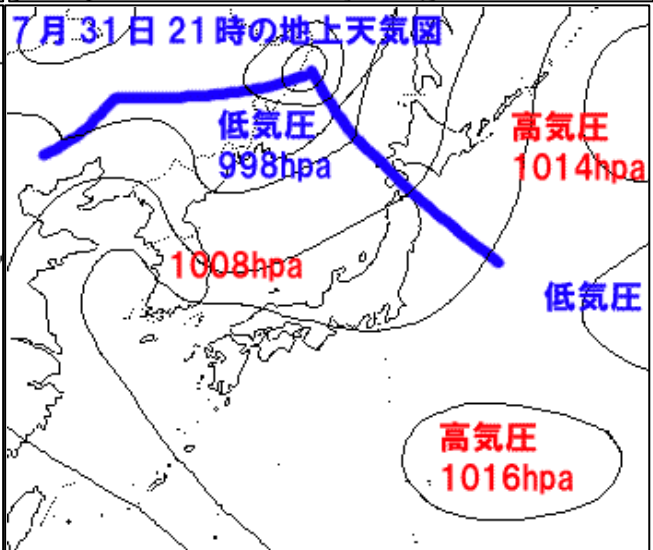 7月31日21時の地上天気図
低気圧
998hpa
高気圧
1014hpa
1008hpa
低気圧
高気圧
1016hpa